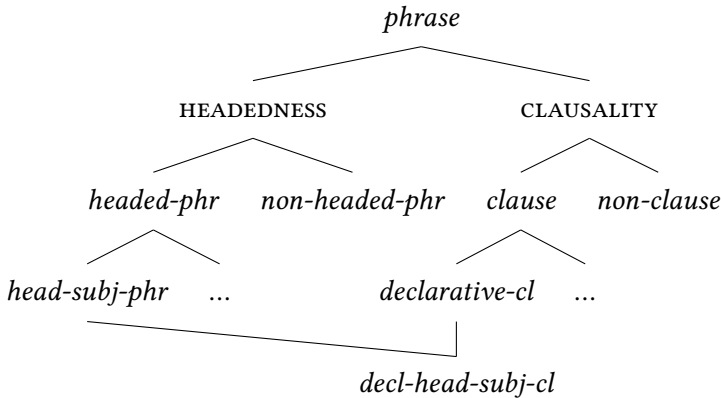 phrase
HEADEDNESS CLAUSALITY
headed-phr non-headed-phr clause non-clause
head-subj-phr ... declarative-cl ...
decl-head-subj-cl